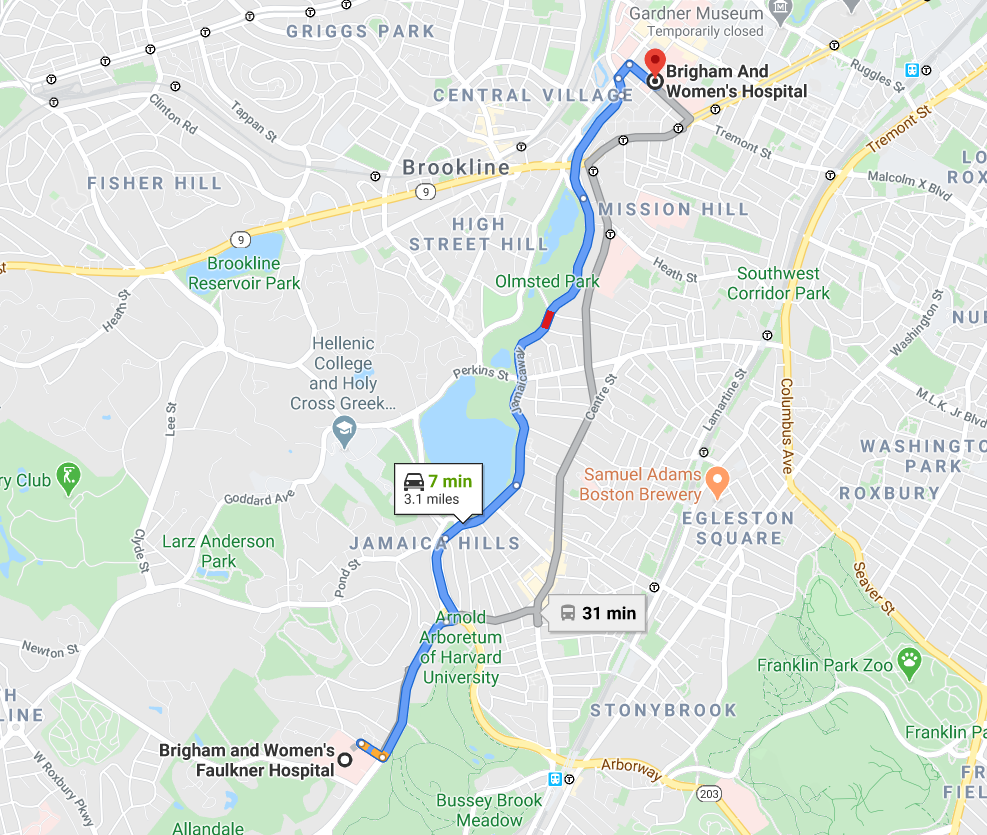 GRIGGS PARK
Gardner Museum
Temporarily closed
Ruggles St
Brigham And
Women's Hospital
CENTRAL VILLAGE
Clinton Rd
Tappan St
Tremont St
Tremont St
Brookline
LO
ROX
Malcolm X Blvd
FISHER HILL
9
9
MISSION HILL
HIGH
STREET HILL
Brookline
Reservoir Park
Heath St
Southwest
Corridor Park
Olmsted Park
Heath St
Washington St
NU
Hellenic
College
and Holy
Cross Greek...
Perkins St
Jamaicaway
Centre St
Lamartine St
Columbus Ave
M.L.K. Jr Blvd
Lee St
WASHINGT
PARK
ry Club
7 min
3.1 miles
Samuel Adams
Boston Brewery
ROXBURY
Goddard Ave
EGLESTON
SQUARE
Clyde St
Larz Anderson
Park
JAMAICA HILLS
Pond St
Seaver St
31 min
Arnold
Arboretum
of Harvard
University
Newton St
Franklin Park Zoo
H
LINE
STONYBROOK
Franklin Pa
Brigham and Women's
Faulkner Hospital
W Roxbury Pkwy
Arborway
203
FR
FIEL
Bussey Brook
Meadow
Allandale